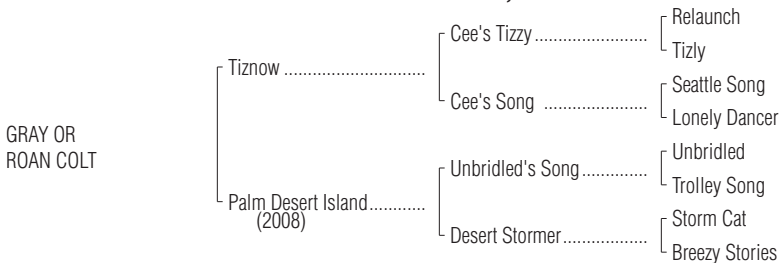 Relaunch
Cee's Tizzy
Tizly
Tiznow
Seattle Song
Cee's Song
Lonely Dancer
GRAY OR
ROAN COLT
Unbridled
Unbridled's Song
Trolley Song
Palm Desert Island
(2008)
Storm Cat
Desert Stormer
Breezy Stories